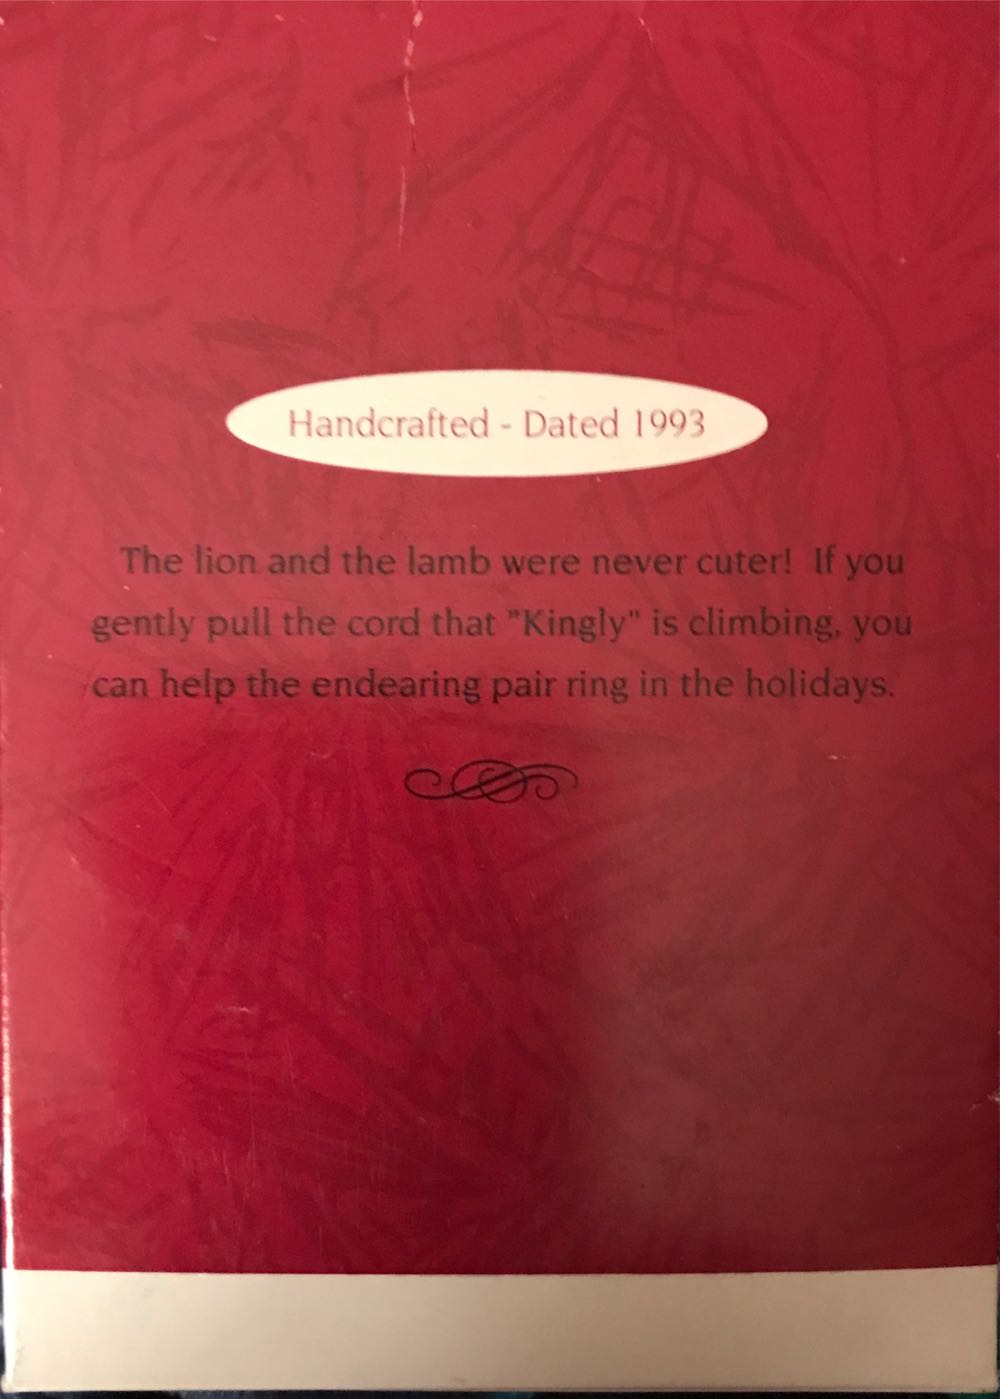 Handcrafted - Dated 1993
The lion and the lamb were never cuter! If you
gently pull the cord that "Kingly" is climbing, you
can help the endearing pair ring in the holidays.